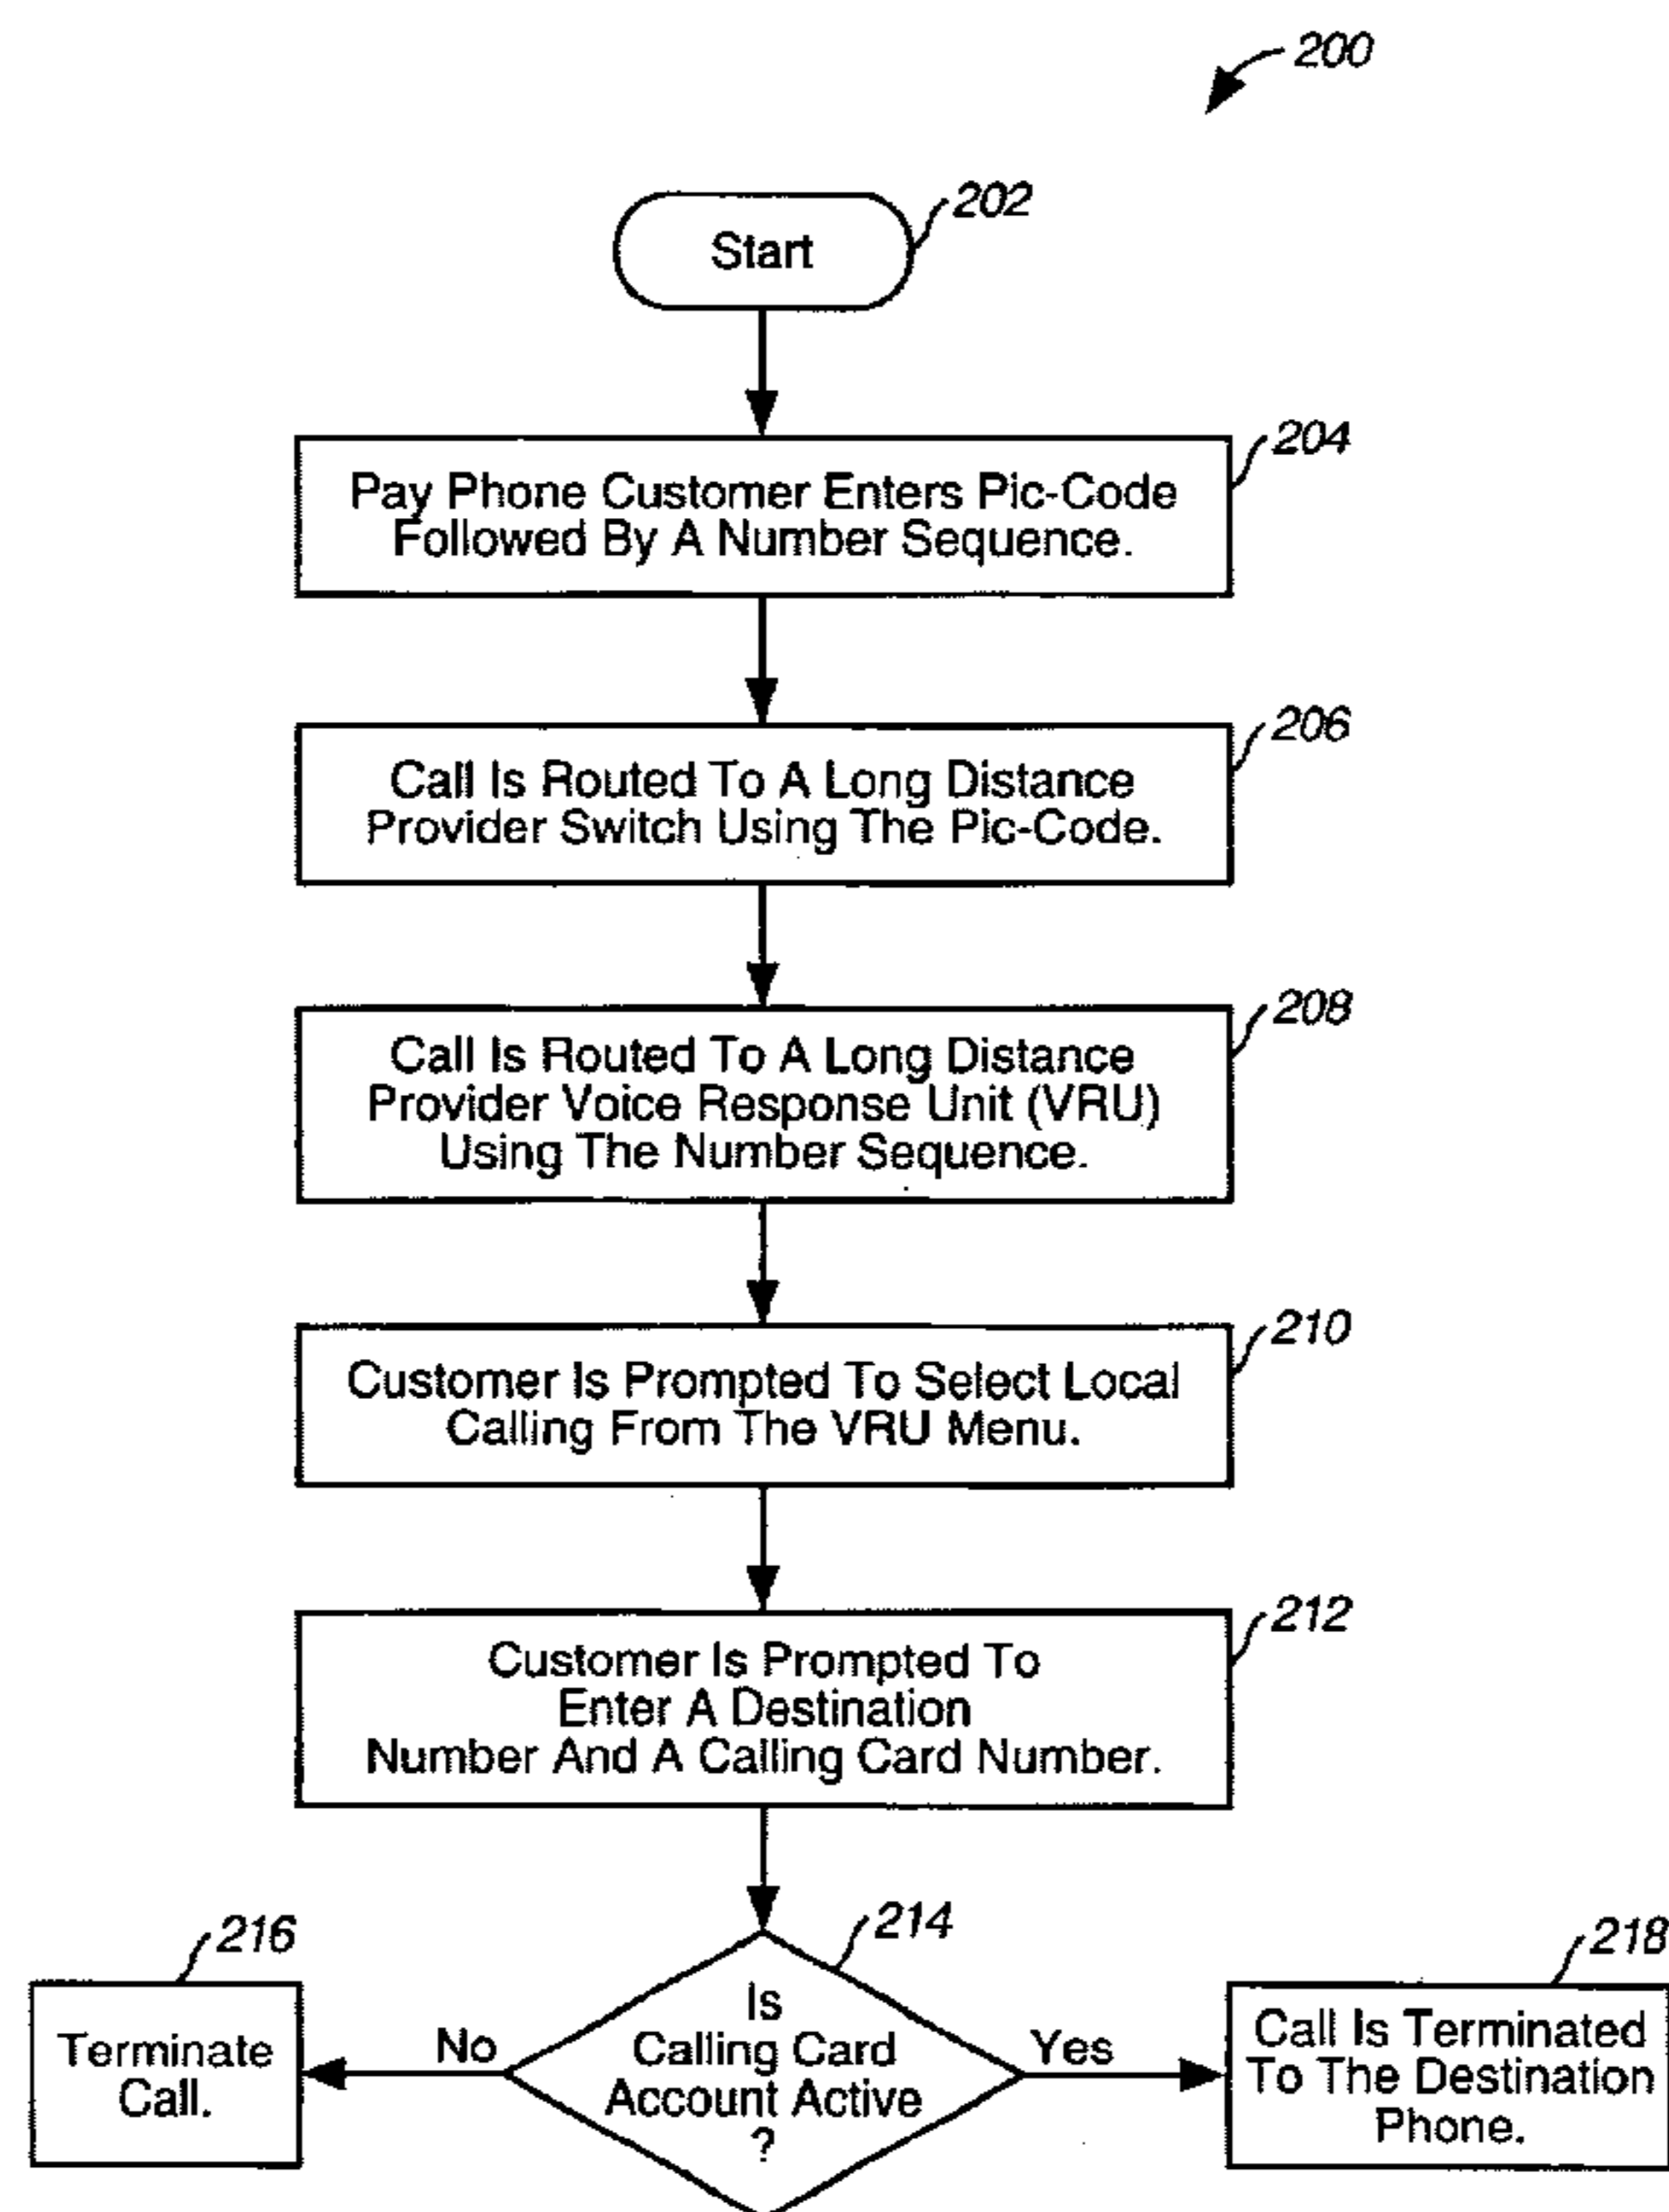 200
202
Start
204
Pay Phone Customer Enters Pic-Code
Followed By A Number Sequence.
206
Call Is Routed To A Long Distance
Provider Switch Using The Pic-Code.
208
Call Is Routed To A Long Distance
Provider Voice Response Unit (VRU)
Using The Number Sequence.
210
Customer Is Prompted To Select Local
Calling From The VRU Menu.
212
Customer Is Prompted To
Enter A Destination
Number And A Calling Card Number.
214
Is
Calling Card
Account Active
?
No
216
Terminate
Call.
Yes
218
Call Is Terminated
To The Destination
Phone.